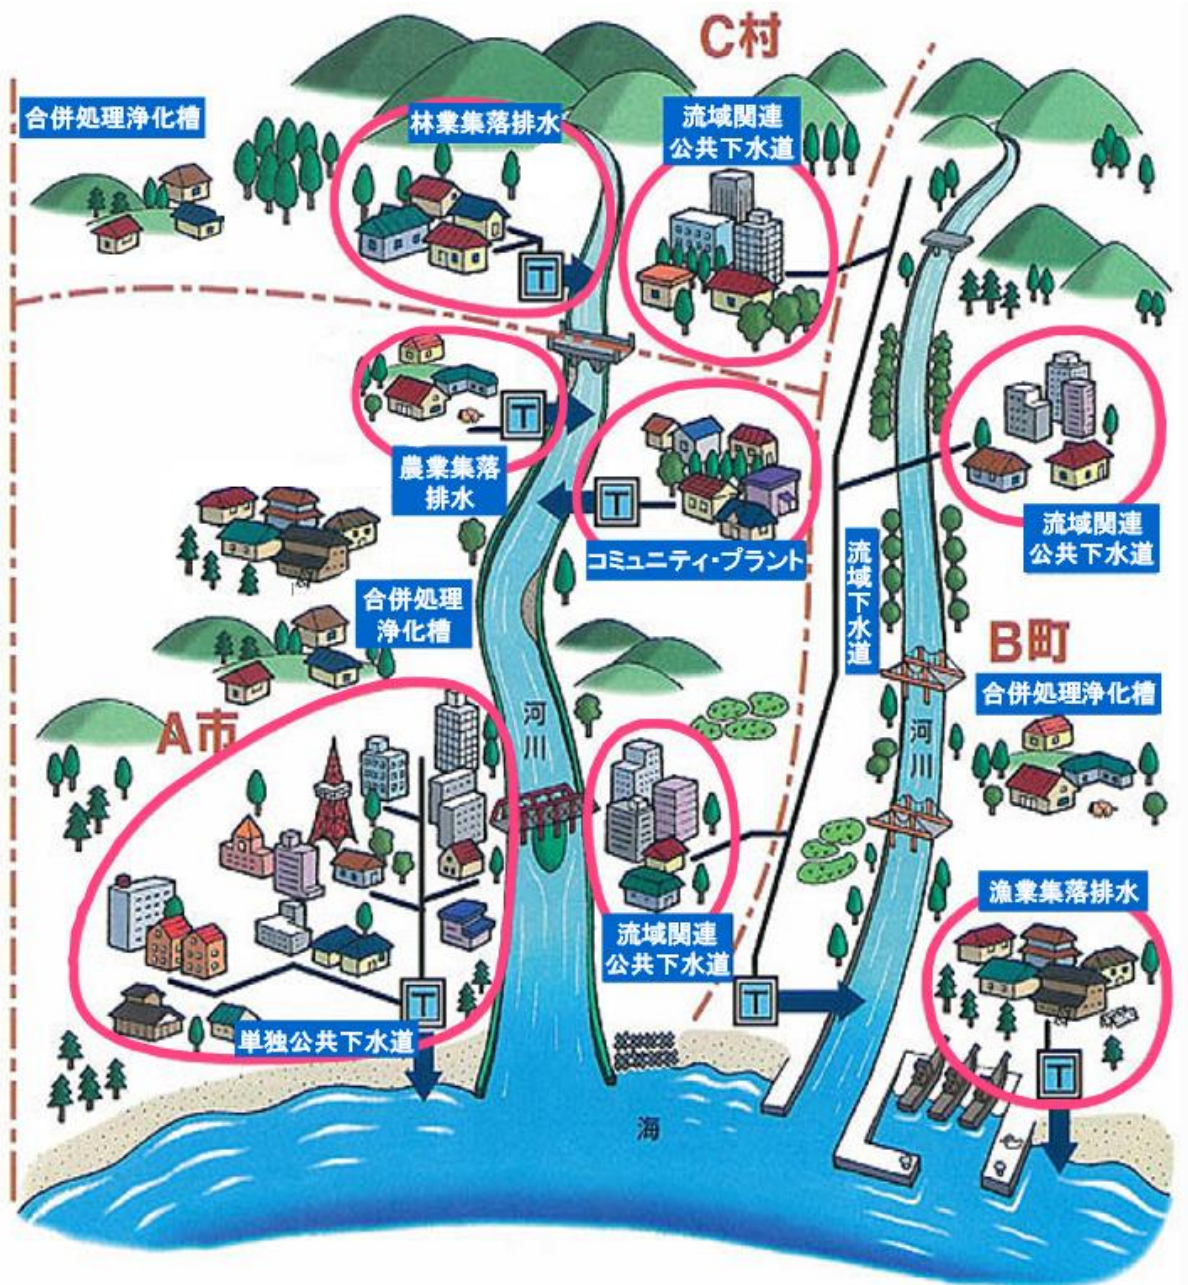 C村
合併処理浄化槽
林業集落排水
流域関連
公共下水道
T
農業集落
排水
T
コミュニティ・プラント
T
流域関連
公共下水道
流域下水道
合併処理
浄化槽
B町
合併処理浄化槽
A市
河川
河川
流域関連
公共下水道
漁業集落排水
単独公共下水道
T
T
T
海